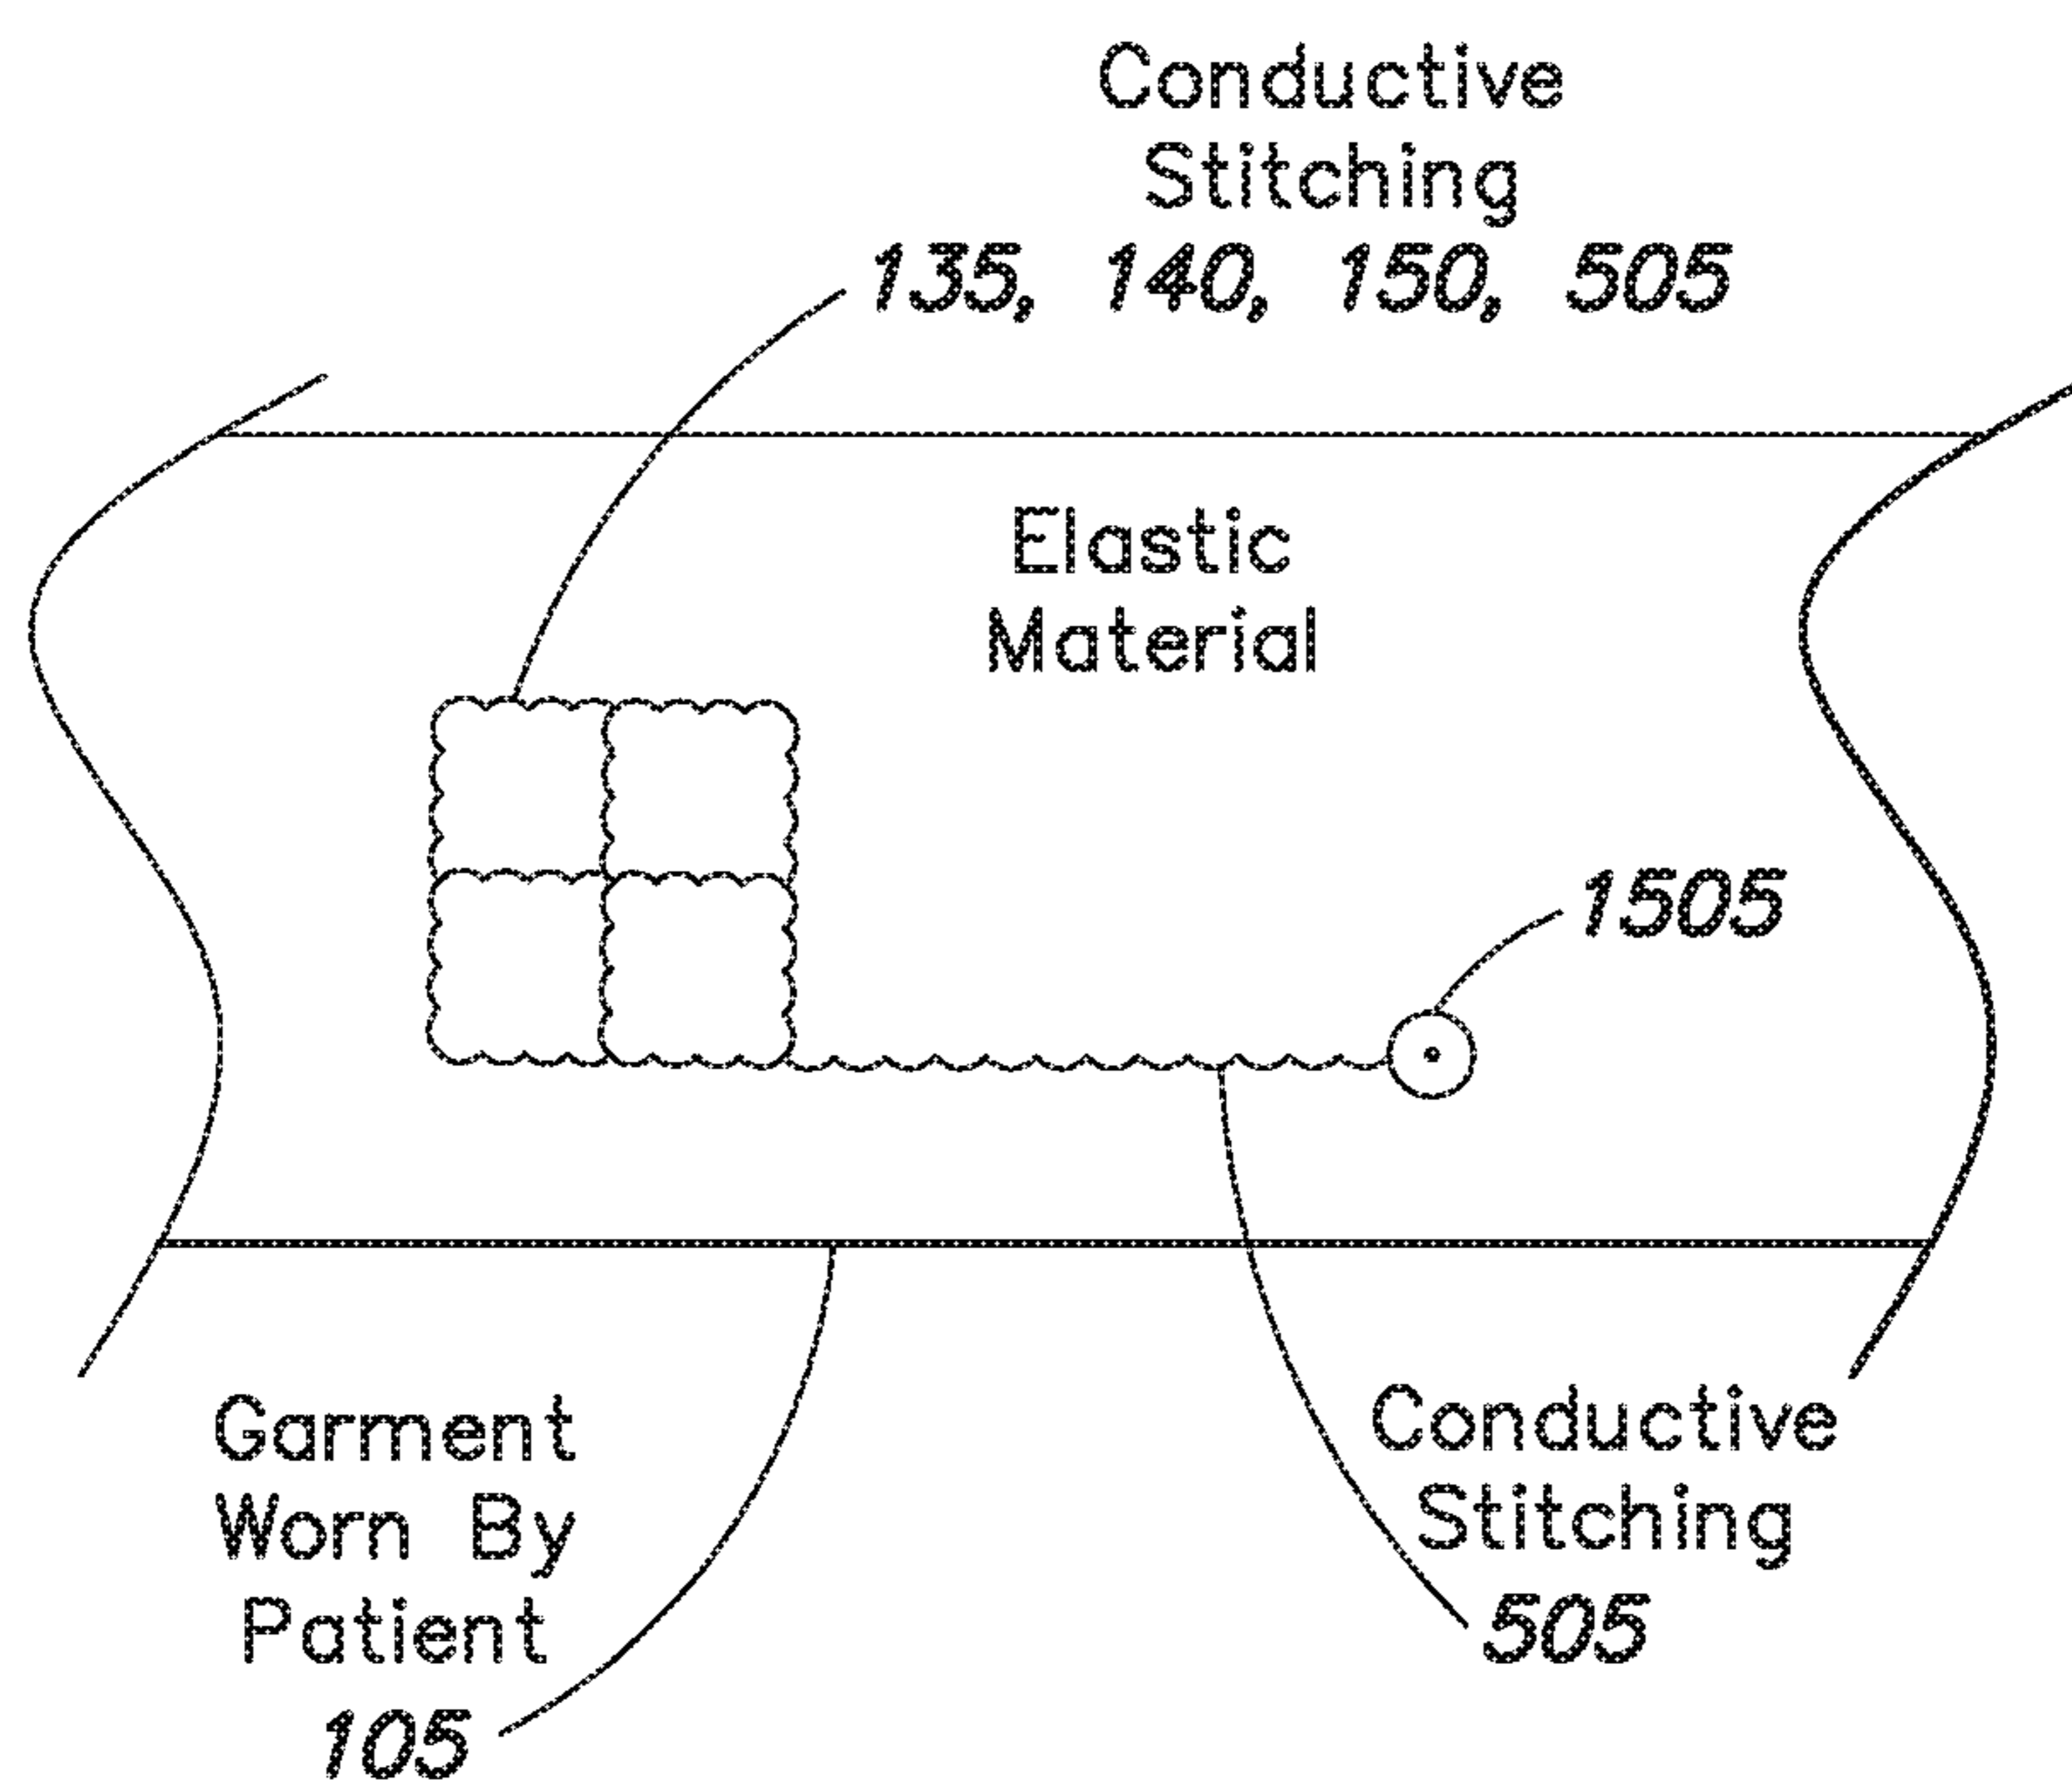 Conductive
Stitching
135, 140, 150, 505
Elastic
Material
1505
Garment
Worn By
Patient
105
Conductive
Stitching
505